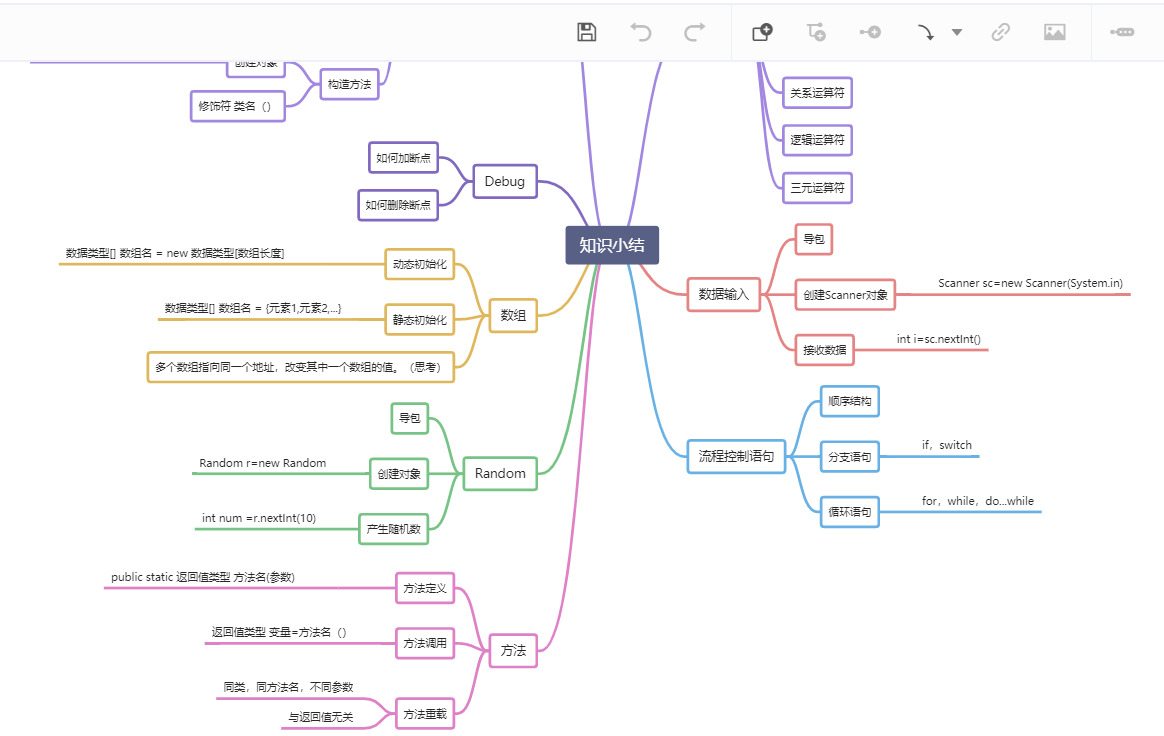 创建对象
构造方法
修饰符 类名（）
关系运算符
逻辑运算符
三元运算符
如何加断点
如何删除断点
Debug
知识小结
数据类型[] 数组名 = new 数据类型[数组长度]
动态初始化
数据类型[] 数组名 = {元素1,元素2,...}
静态初始化
数组
多个数组指向同一个地址，改变其中一个数组的值。（思考）
导包
Random r=new Random
创建对象
Random
int num =r.nextInt(10)
产生随机数
public static 返回值类型 方法名(参数)
方法定义
返回值类型 变量=方法名（）
方法调用
方法
同类，同方法名，不同参数
与返回值无关
方法重载
导包
数据输入
创建Scanner对象
Scanner sc=new Scanner(System.in)
接收数据
int i=sc.nextInt()
顺序结构
流程控制语句
分支语句
if，switch
循环语句
for，while，do...while